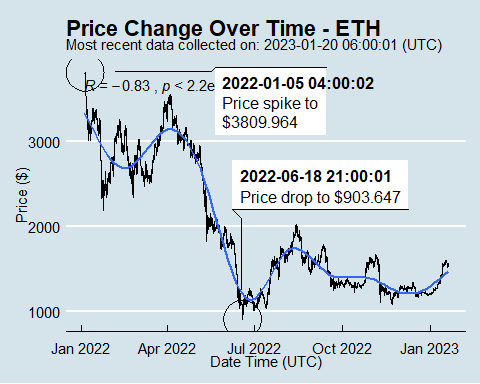 Price Change Over Time - ETH
Most recent data collected on: 2023-01-20 06:00:01 (UTC)
R = −0.83 , p < 2.2e
2022-01-05 04:00:02
Price spike to
$3809.964
2022-06-18 21:00:01
Price drop to $903.647
Price ($)
3000
2000
1000
Jan 2022 Apr 2022 Jul 2022 Oct 2022 Jan 2023
Date Time (UTC)